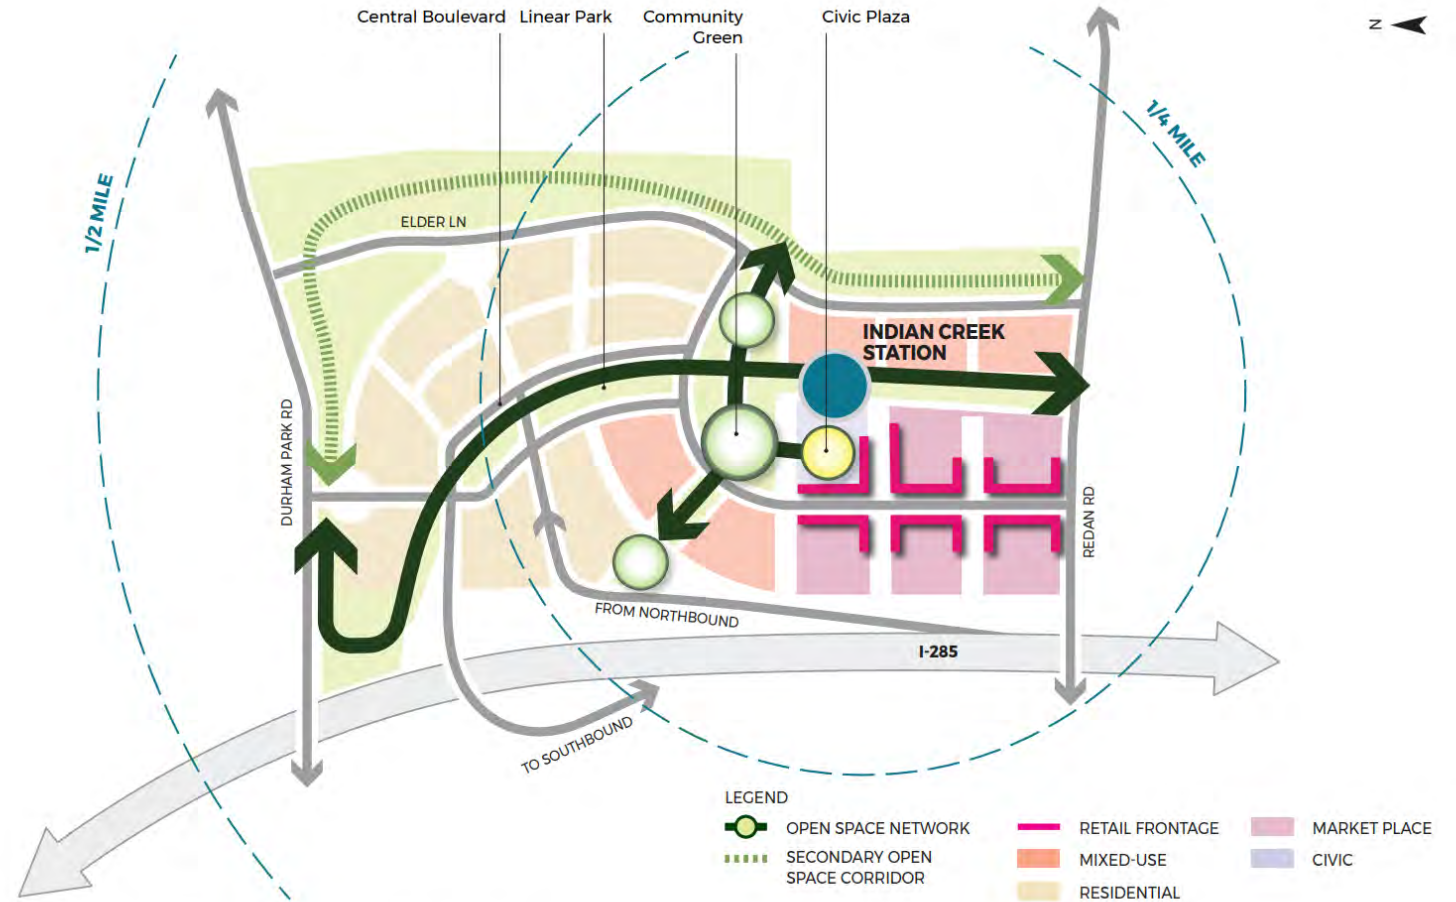 Central Boulevard
Linear Park
Community
Green
Civic Plaza
N
1/4 MILE
1/2 MILE
ELDER LN
INDIAN CREEK
STATION
DURHAM PARK RD
REDAN RD
FROM NORTHBOUND
I-285
TO SOUTHBOUND
LEGEND
OPEN SPACE NETWORK
SECONDARY OPEN
SPACE CORRIDOR
RETAIL FRONTAGE
MIXED-USE
RESIDENTIAL
MARKET PLACE
CIVIC